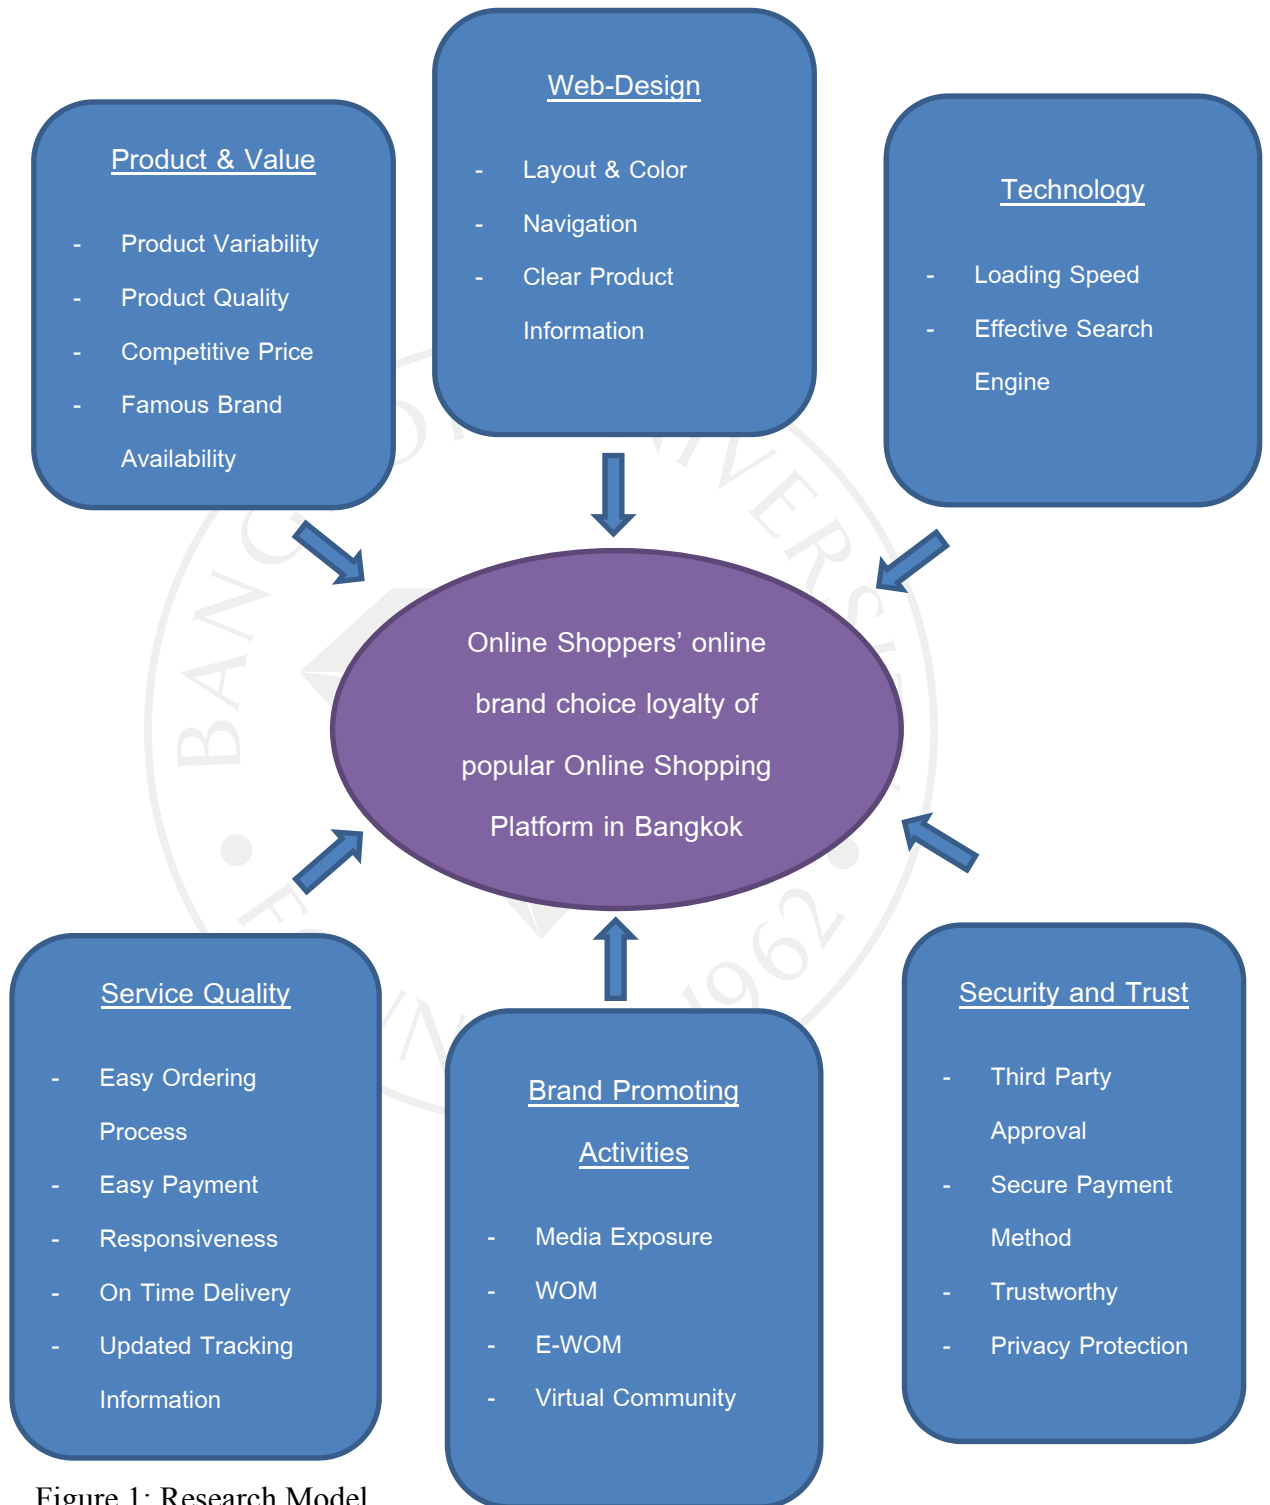 Web-Design
- Layout & Color
- Navigation
- Clear Product
Information
Product & Value
- Product Variability
- Product Quality
- Competitive Price
- Famous Brand
Availability
Technology
- Loading Speed
- Effective Search
Engine
Online Shoppers’ online
brand choice loyalty of
popular Online Shopping
Platform in Bangkok
Service Quality
- Easy Ordering
Process
- Easy Payment
- Responsiveness
- On Time Delivery
- Updated Tracking
Information
Brand Promoting
Activities
- Media Exposure
- WOM
- E-WOM
- Virtual Community
Security and Trust
- Third Party
Approval
- Secure Payment
Method
- Trustworthy
- Privacy Protection
Figure 1: Research Model
1962